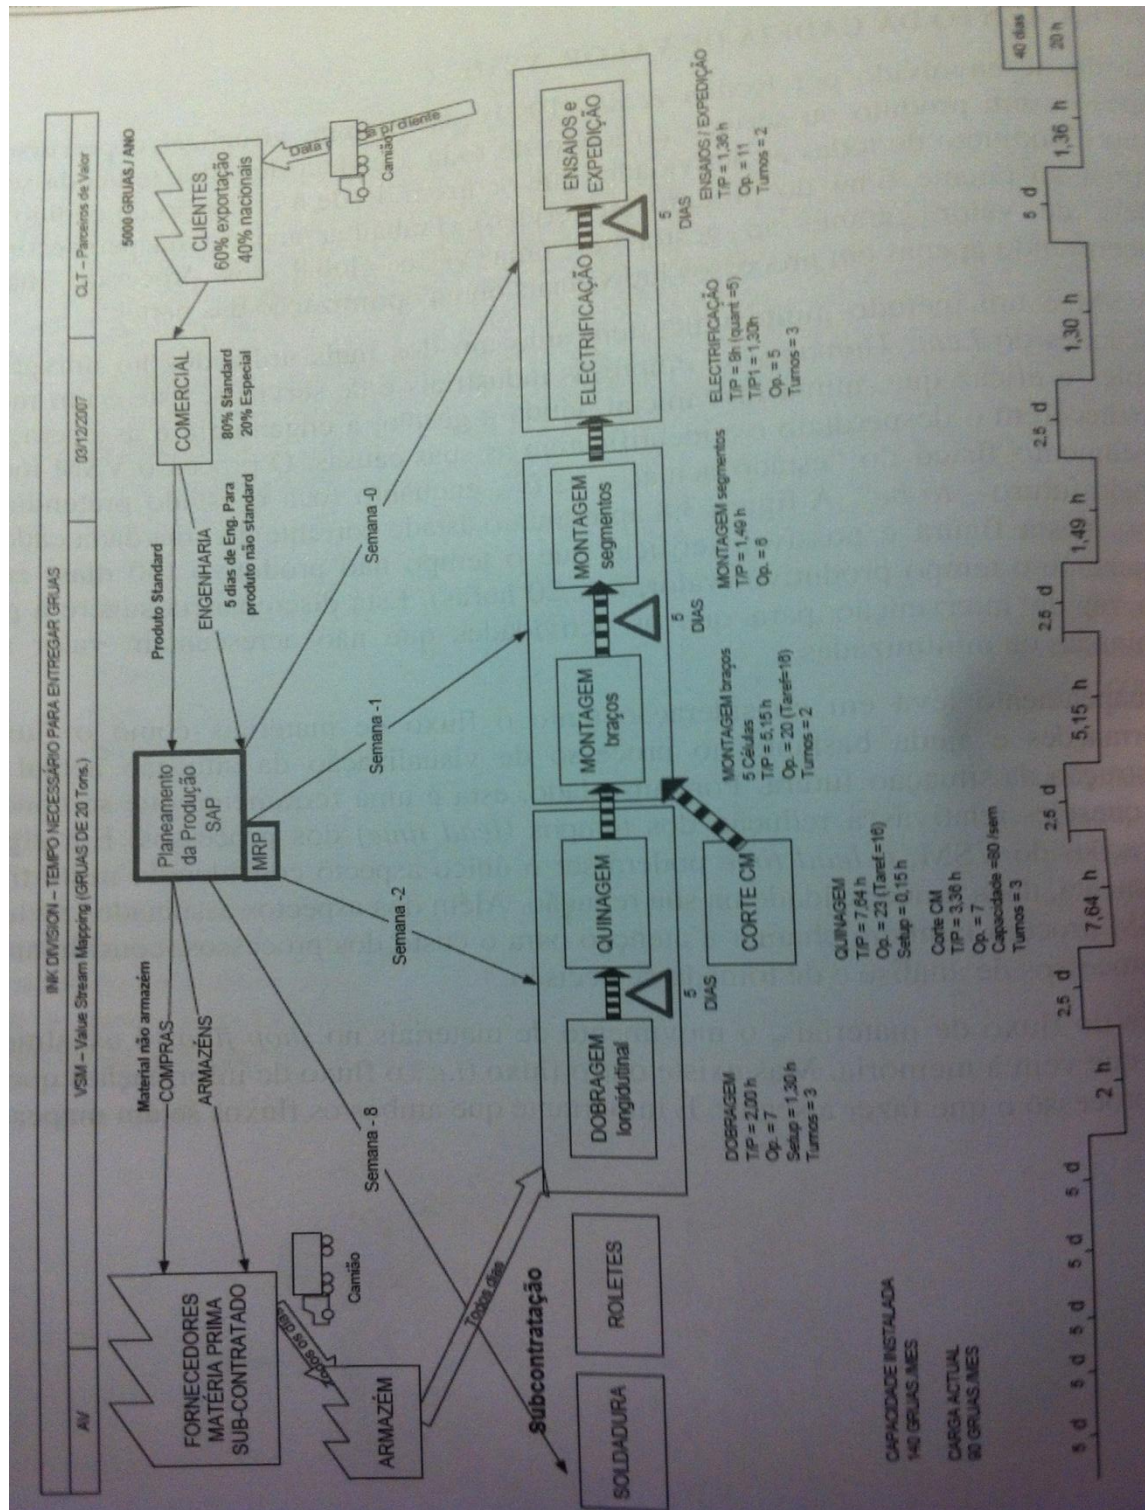 INK DIVISION – TEMPO NECESSÁRIO PARA ENTREGAR GRUAS
AV
VSM – Value Stream Mapping (GRUAS DE 20 Tons.)
03/12/2007
CLT – Parceiros de Valor
FORNECEDORES
MATÉRIA PRIMA
SUB-CONTRATADO
Material não armazém
COMPRAS
ARMAZÉNS
Planeamento
da Produção
SAP
MRP
Produto Standard
ENGENHARIA
5 dias de Eng. Para
produto não standard
COMERCIAL
80% Standard
20% Especial
CLIENTES
60% exportação
40% nacionais
5000 GRUAS./ ANO
Todos os dias
Camião
ARMAZÉM
Todos dias
Semana - 8
Semana -2
Semana -1
Semana -0
Data
p/ cliente
Camião
Subcontratação
SOLDADURA
ROLETES
DOBRAGEM
longidutinal
5
DIAS
QUINAGEM
CORTE CM
MONTAGEM
braços
5
DIAS
MONTAGEM
segmentos
ELECTRIFICAÇÃO
5
DIAS
ENSAIOS e
EXPEDIÇÃO
DOBRAGEM
T/P = 2,00 h
Op. = 7
Setup = 1,30 h
Turnos = 3
QUINAGEM
T/P = 7,64 h
Op. = 23 (Taref.=16)
Setup = 0,15 h
Corte CM
T/P = 3,36 h
Op. = 7
Capacidade =80 /sem
Turnos = 3
MONTAGEM braços
5 Células
T/P = 5,15 h
Op. = 20 (Taref=16)
Turnos = 2
MONTAGEM segmentos
T/P = 1,49 h
Op. = 6
ELECTRIFICAÇÃO
T/P = 8h (quant =5)
T/P1 = 1,30h
Op. = 5
Turnos = 3
ENSAIOS / EXPEDIÇÃO
T/P = 1,36 h
Op. = 11
Turnos = 2
CAPACIDADE INSTALADA
140 GRUAS./MES
CARGA ACTUAL
90 GRUAS./MES
5 d
5 d
5 d
5 d
5 d
2 h
2,5 d
7,64 h
2,5 d
5,15 h
2,5 d
1,49 h
2,5 d
1,30 h
5 d
1,36 h
40 dias
20 h